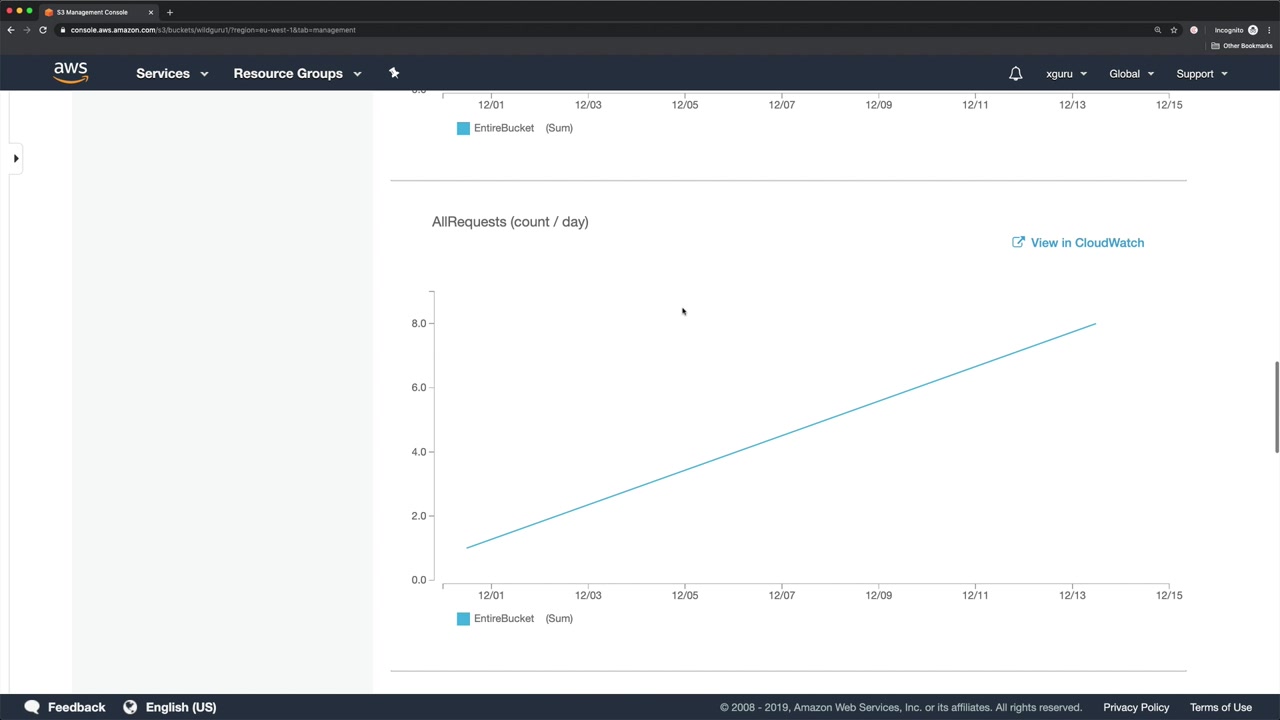 S3 Management Console
console.aws.amazon.com/s3/buckets/wildguru1/?region=eu-west-1&tab=management
Incognito
Other Bookmarks
aws
Services
Resource Groups
xguru
Global
Support
12/01 12/03 12/05 12/07 12/09 12/11 12/13 12/15
EntireBucket (Sum)
AllRequests (count / day)
View in CloudWatch
8.0
6.0
4.0
2.0
0.0
12/01 12/03 12/05 12/07 12/09 12/11 12/13 12/15
EntireBucket (Sum)
Feedback
English (US)
© 2008 - 2019, Amazon Web Services, Inc. or its affiliates. All rights reserved.
Privacy Policy
Terms of Use